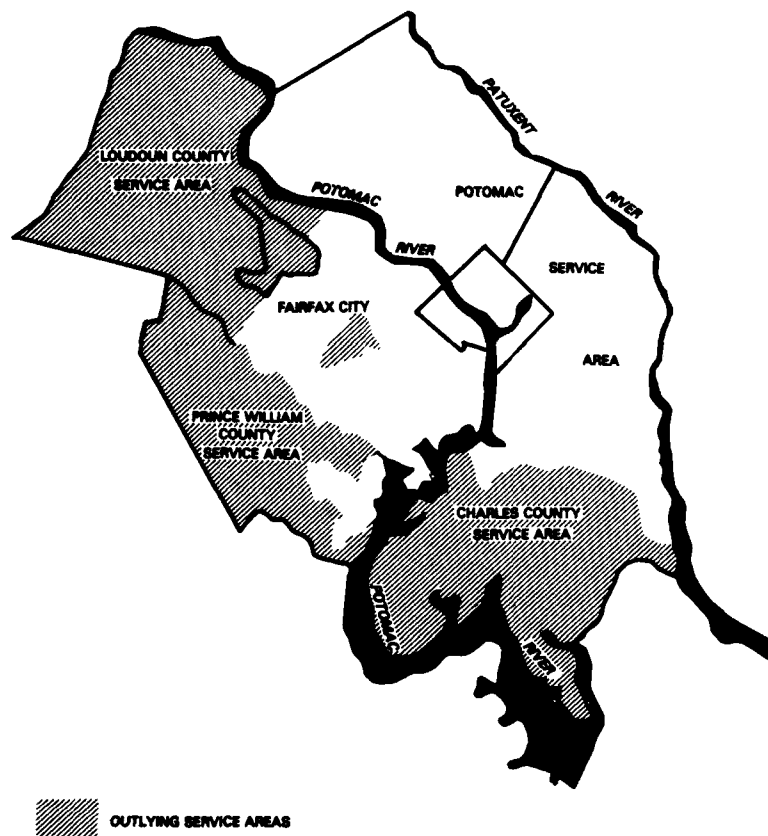 PATUXENT
RIVER
LOUDOUN COUNTY
SERVICE AREA
POTOMAC
RIVER
POTOMAC
SERVICE
AREA
FAIRFAX CITY
PRINCE WILLIAM
COUNTY
SERVICE AREA
CHARLES COUNTY
SERVICE AREA
POTOMAC
RIVER
OUTLYING SERVICE AREAS